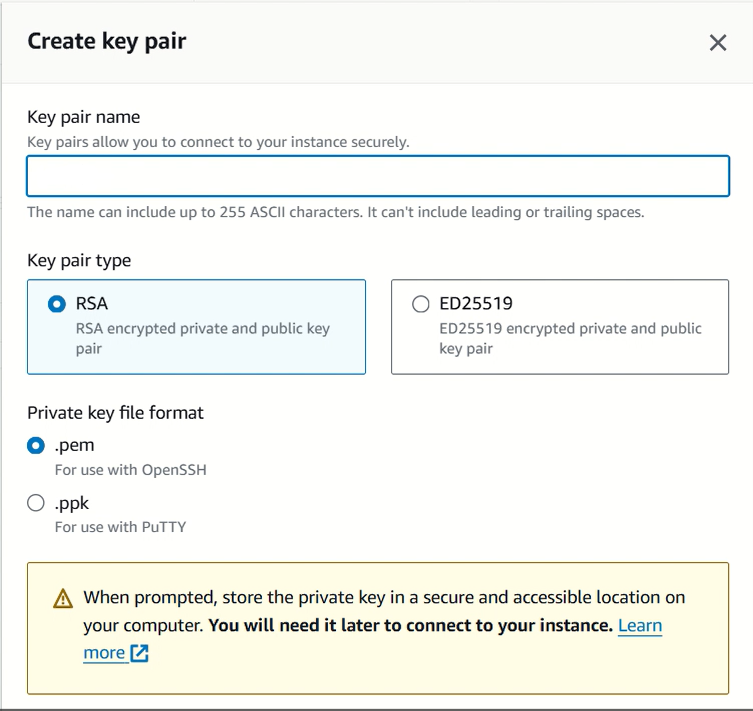 Create key pair
Key pair name
Key pairs allow you to connect to your instance securely.
The name can include up to 255 ASCII characters. It can't include leading or trailing spaces.
Key pair type
RSA
RSA encrypted private and public key
pair
ED25519
ED25519 encrypted private and public
key pair
Private key file format
.pem
For use with OpenSSH
.ppk
For use with PuTTY
When prompted, store the private key in a secure and accessible location on
your computer. You will need it later to connect to your instance. Learn
more